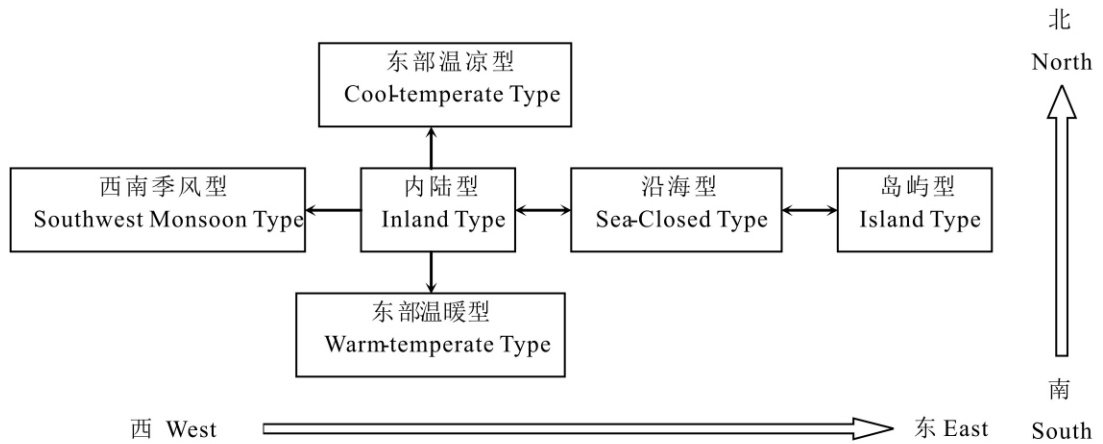 东部温凉型
Cool-temperate Type
北
North
西南季风型
Southwest Monsoon Type
内陆型
Inland Type
沿海型
Sea-Closed Type
岛屿型
Island Type
东部温暖型
Warm-temperate Type
西 West
东 East
南
South